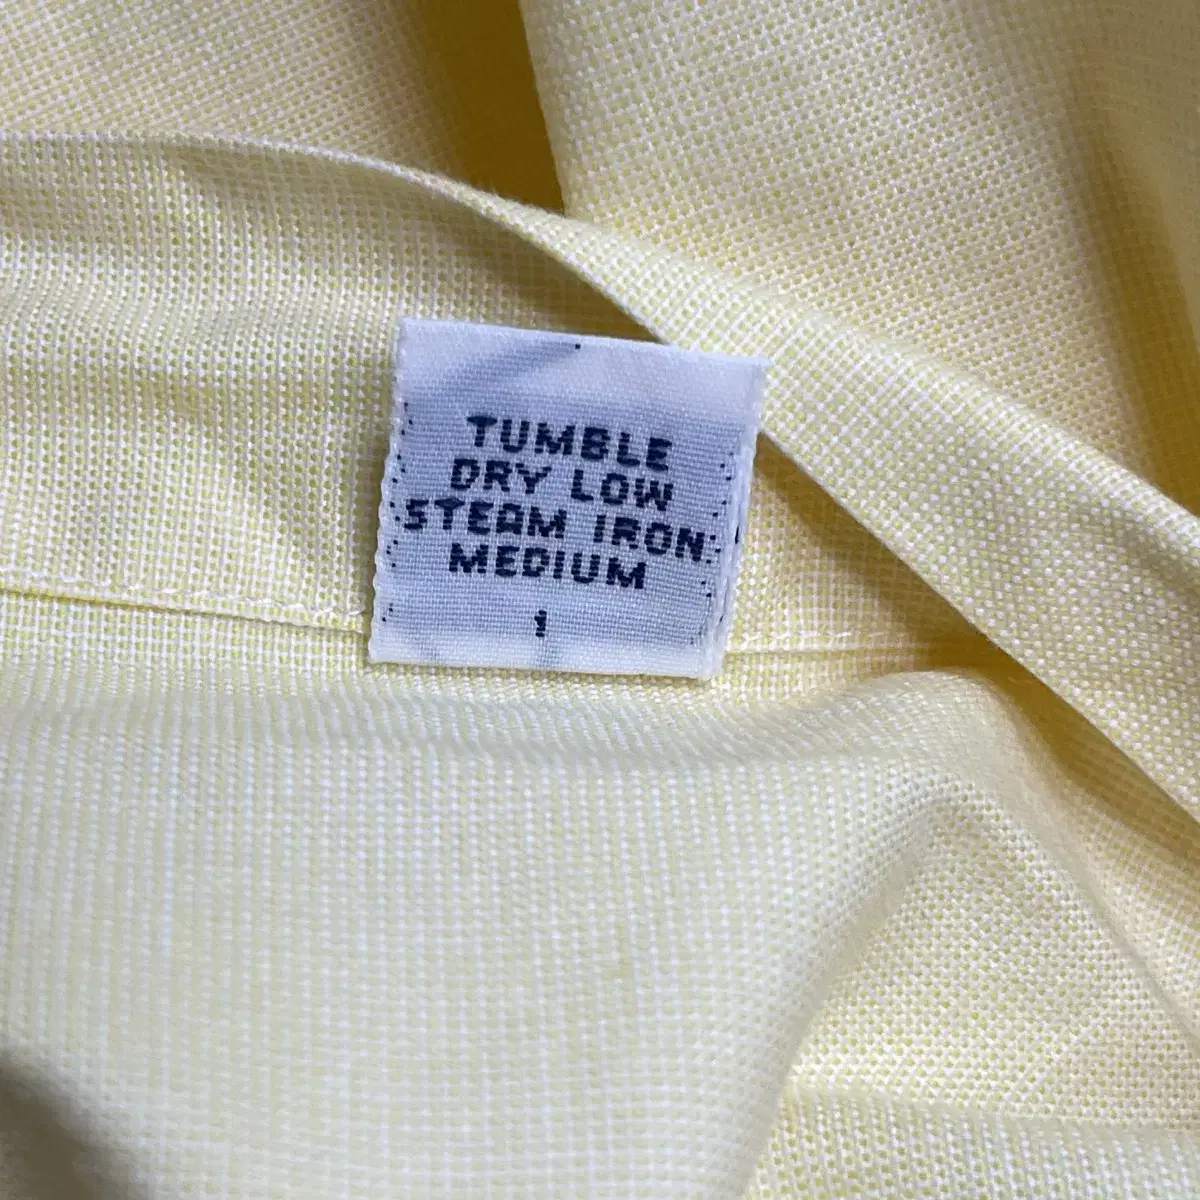 TUMBLE
DRY LOW
STEAM IRON
MEDIUM
1